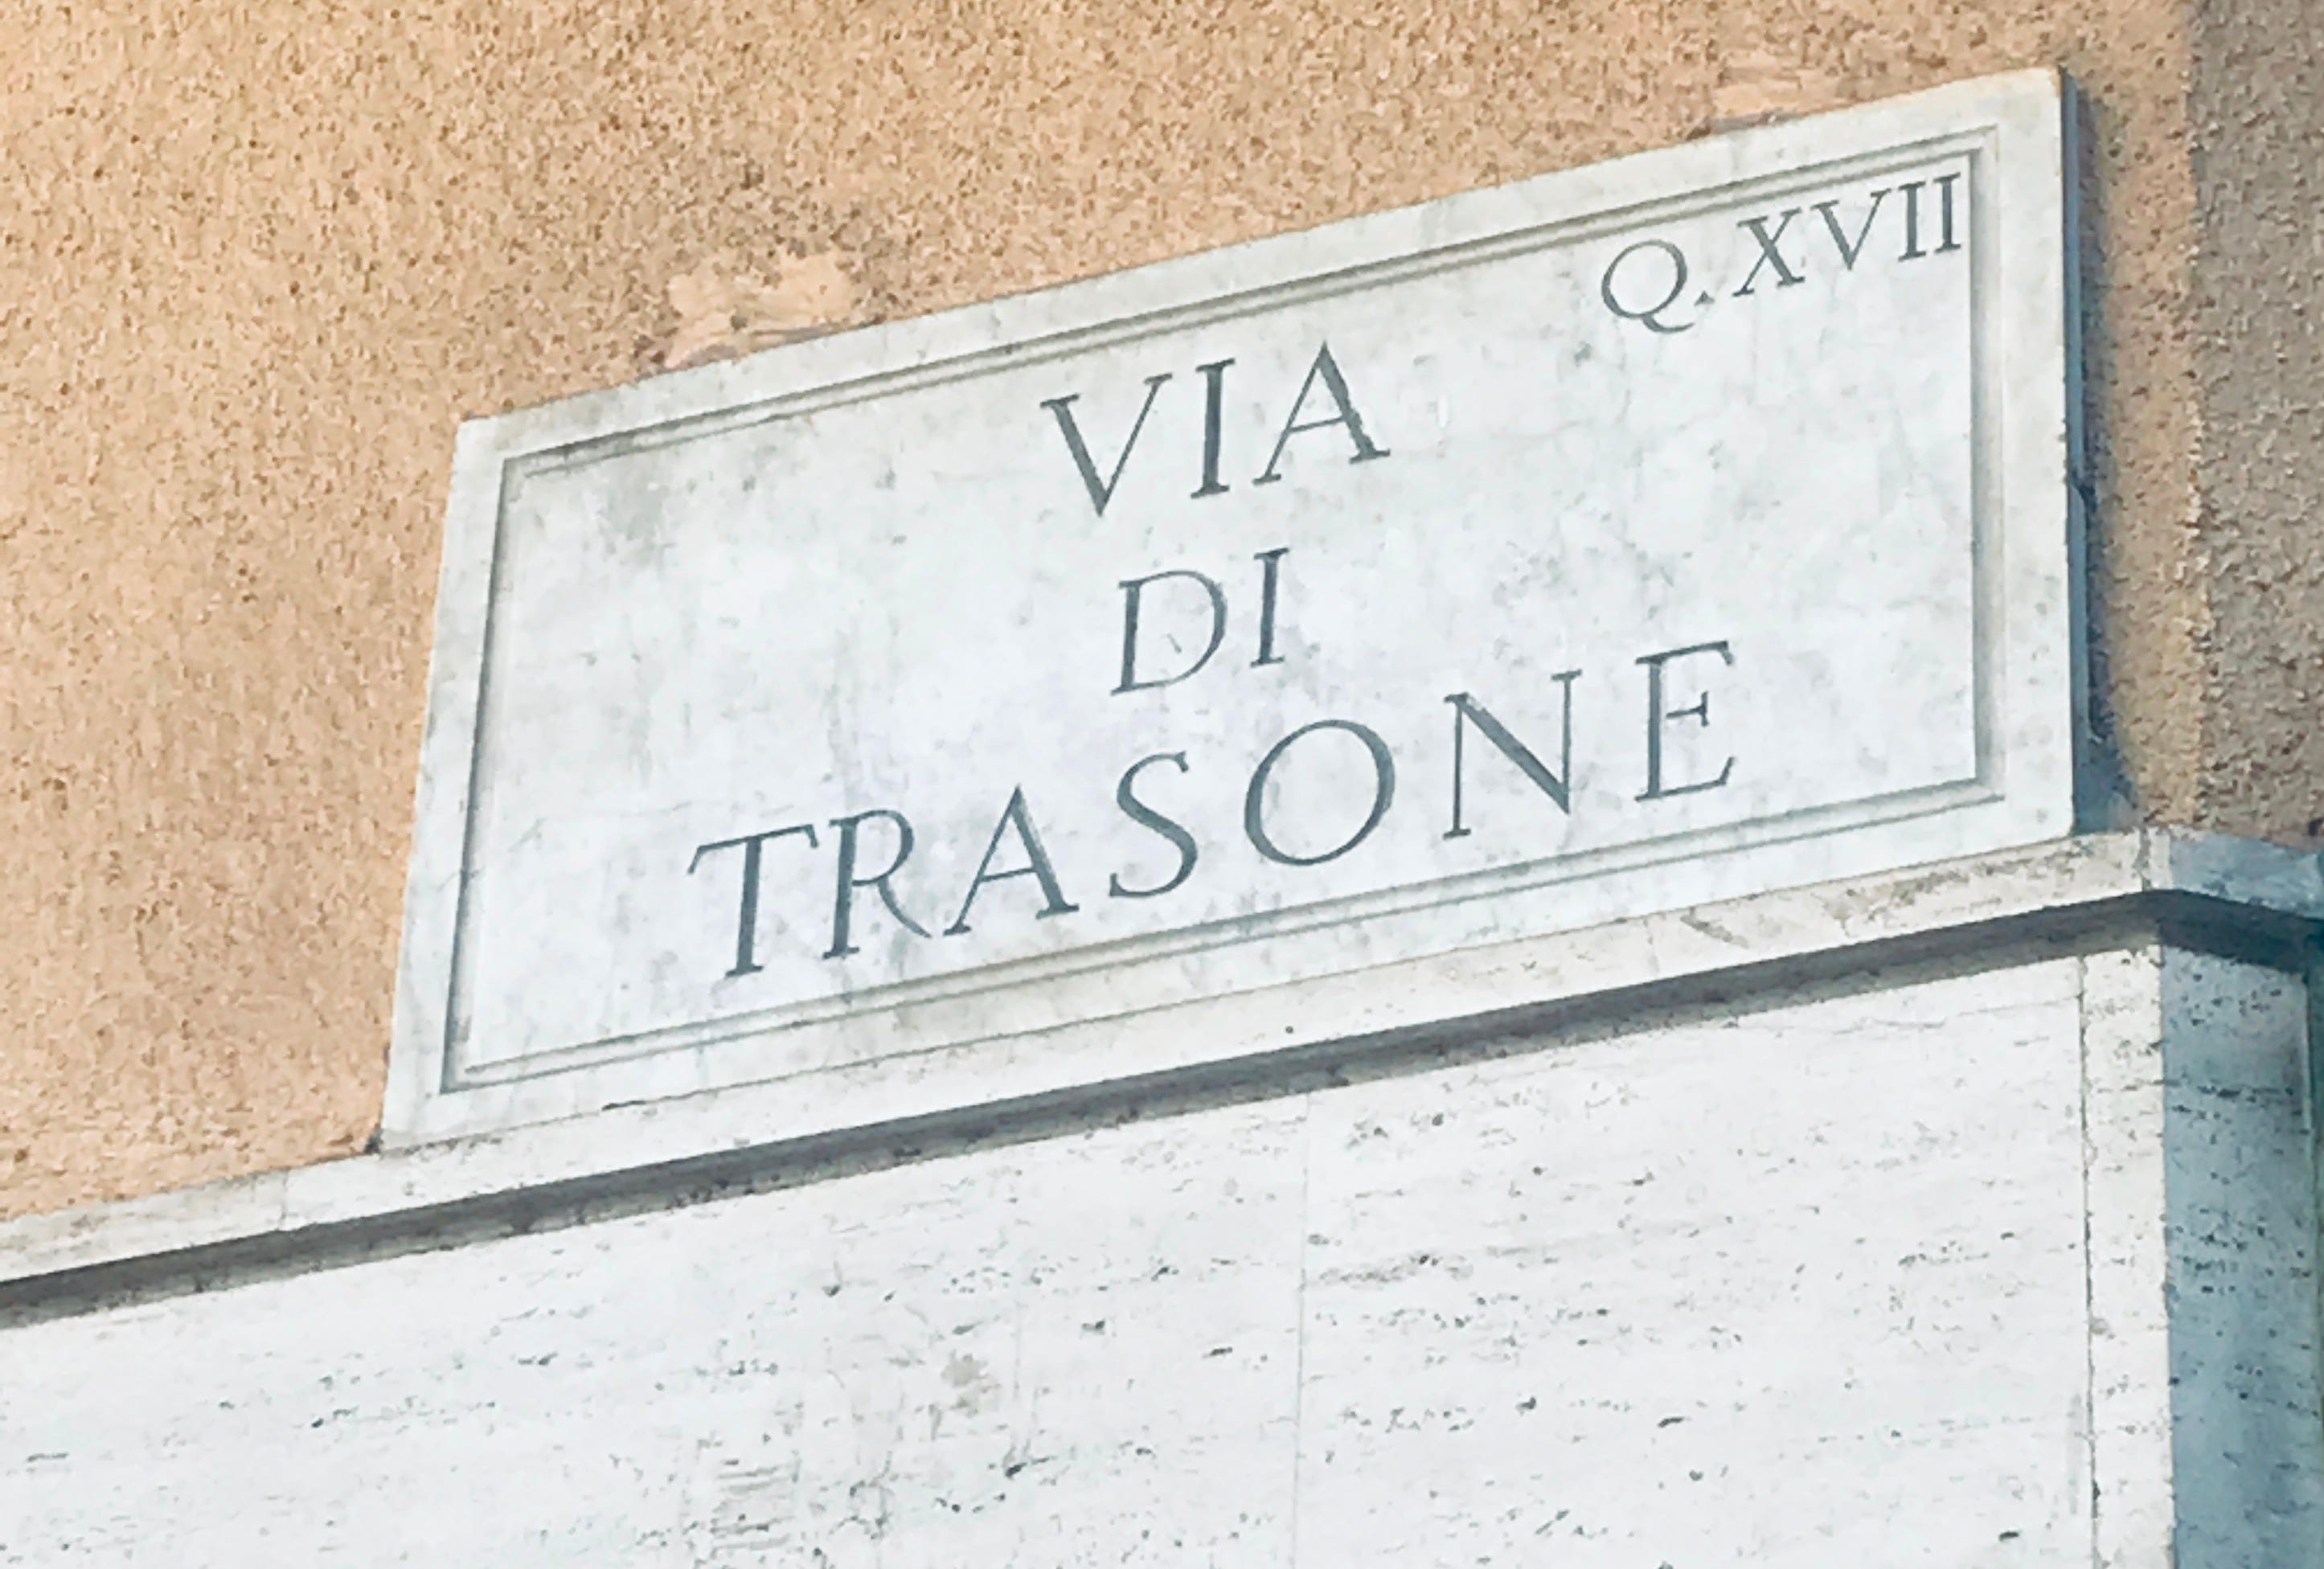 Q. XVII
VIA
DI
TRASONE